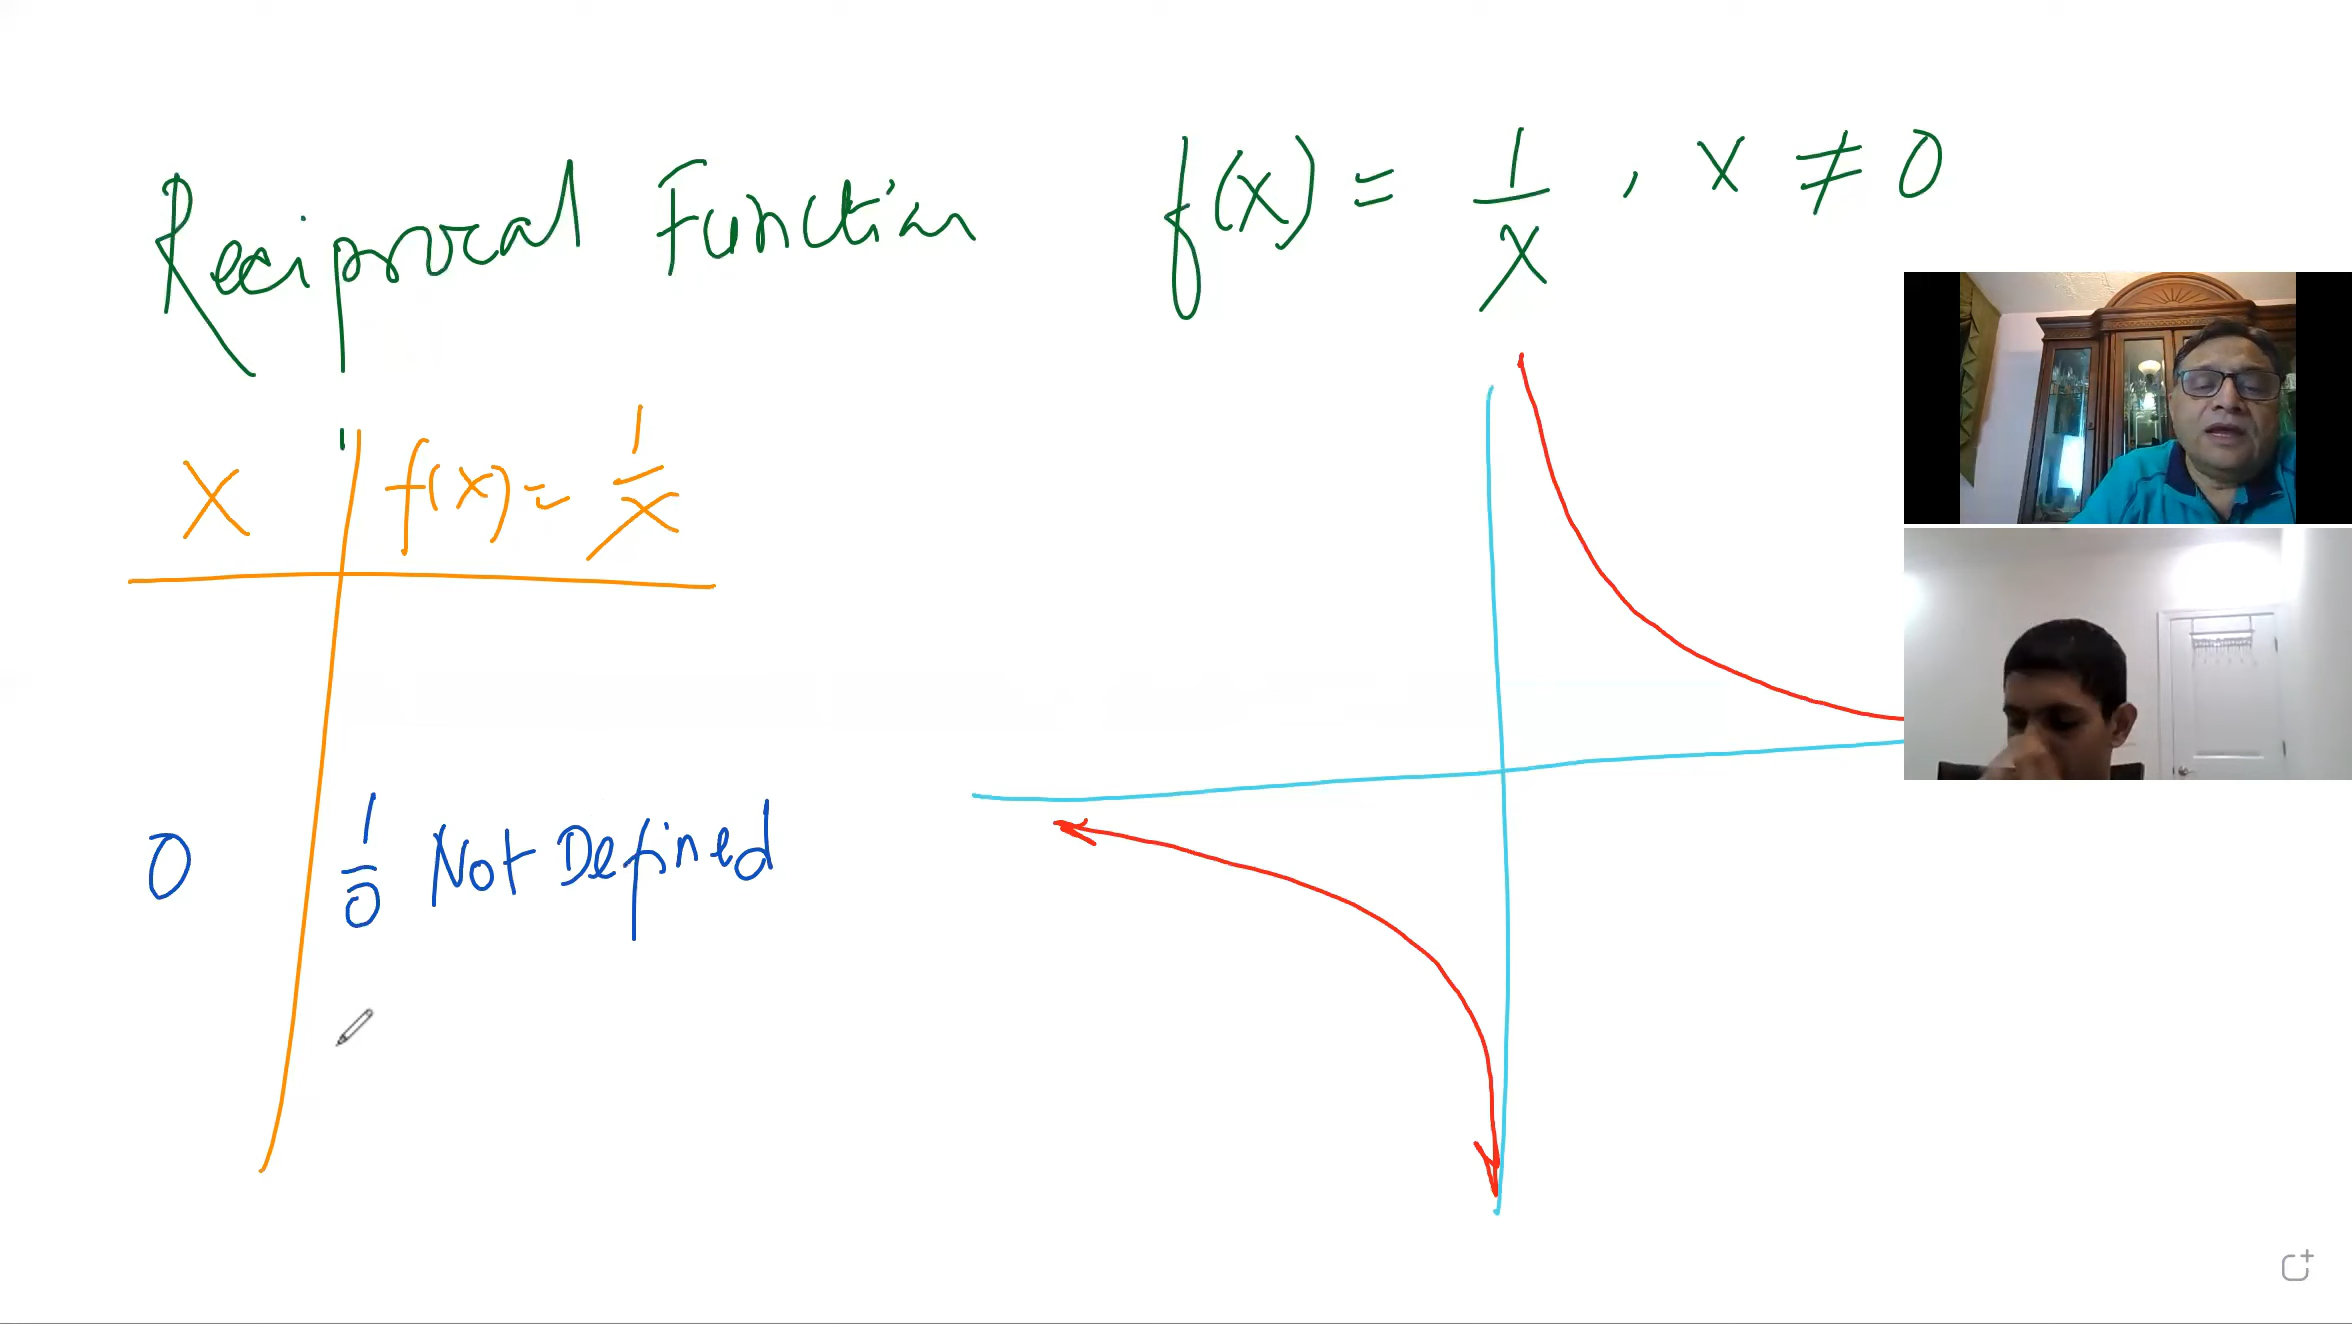 Reciprocal Function f(x) = 1/x , x ≠ 0
x f(x) = 1/x
0 1/0 Not Defined